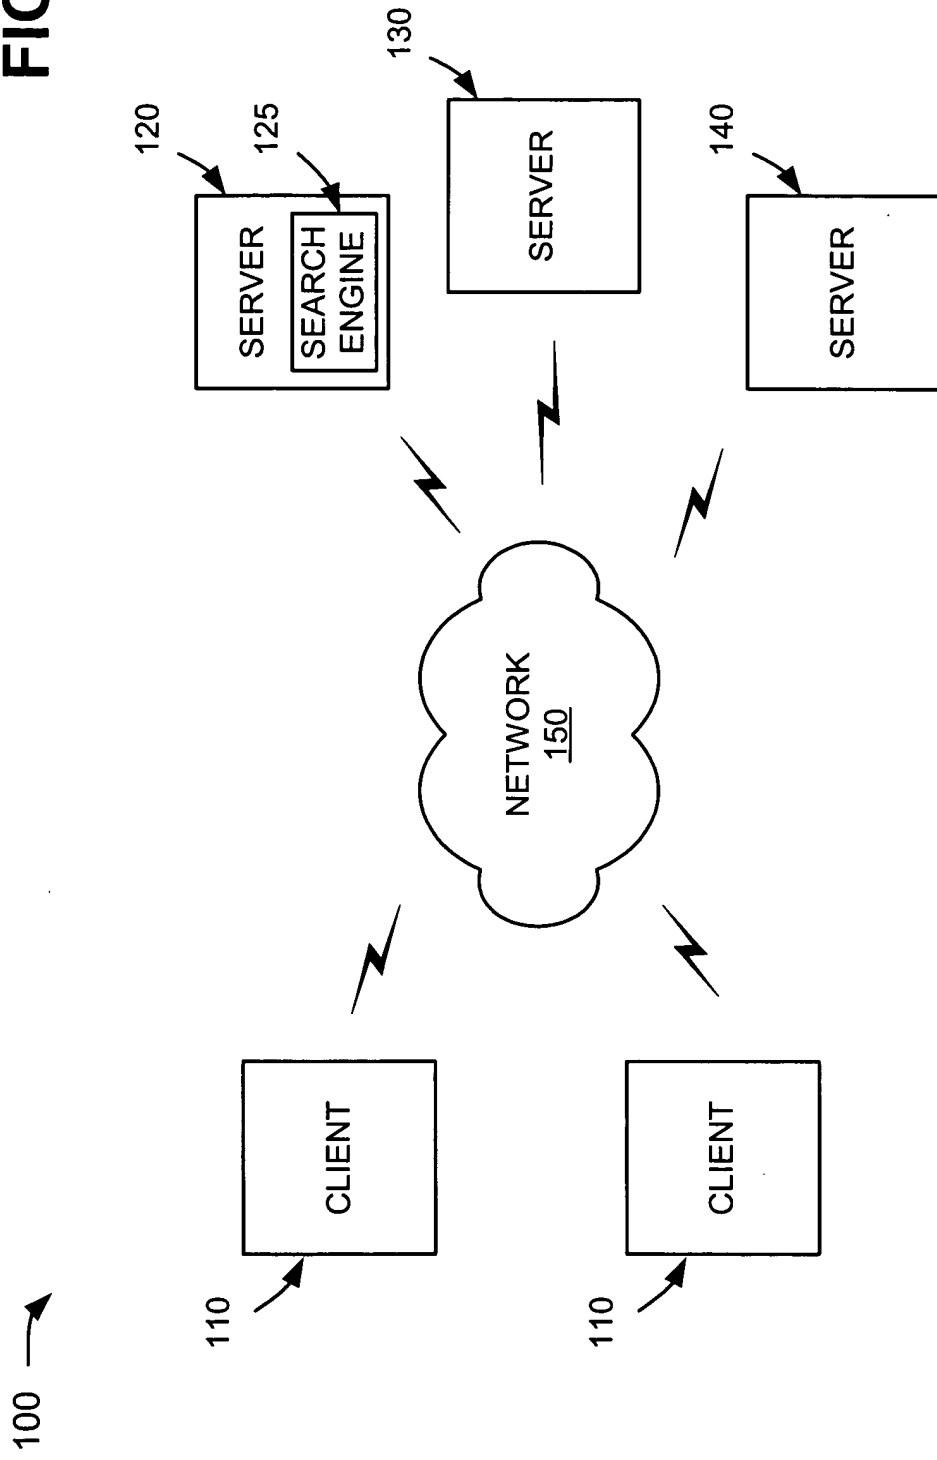 FIG
100
110
CLIENT
110
CLIENT
NETWORK
150
120
SERVER
125
SEARCH
ENGINE
130
SERVER
140
SERVER